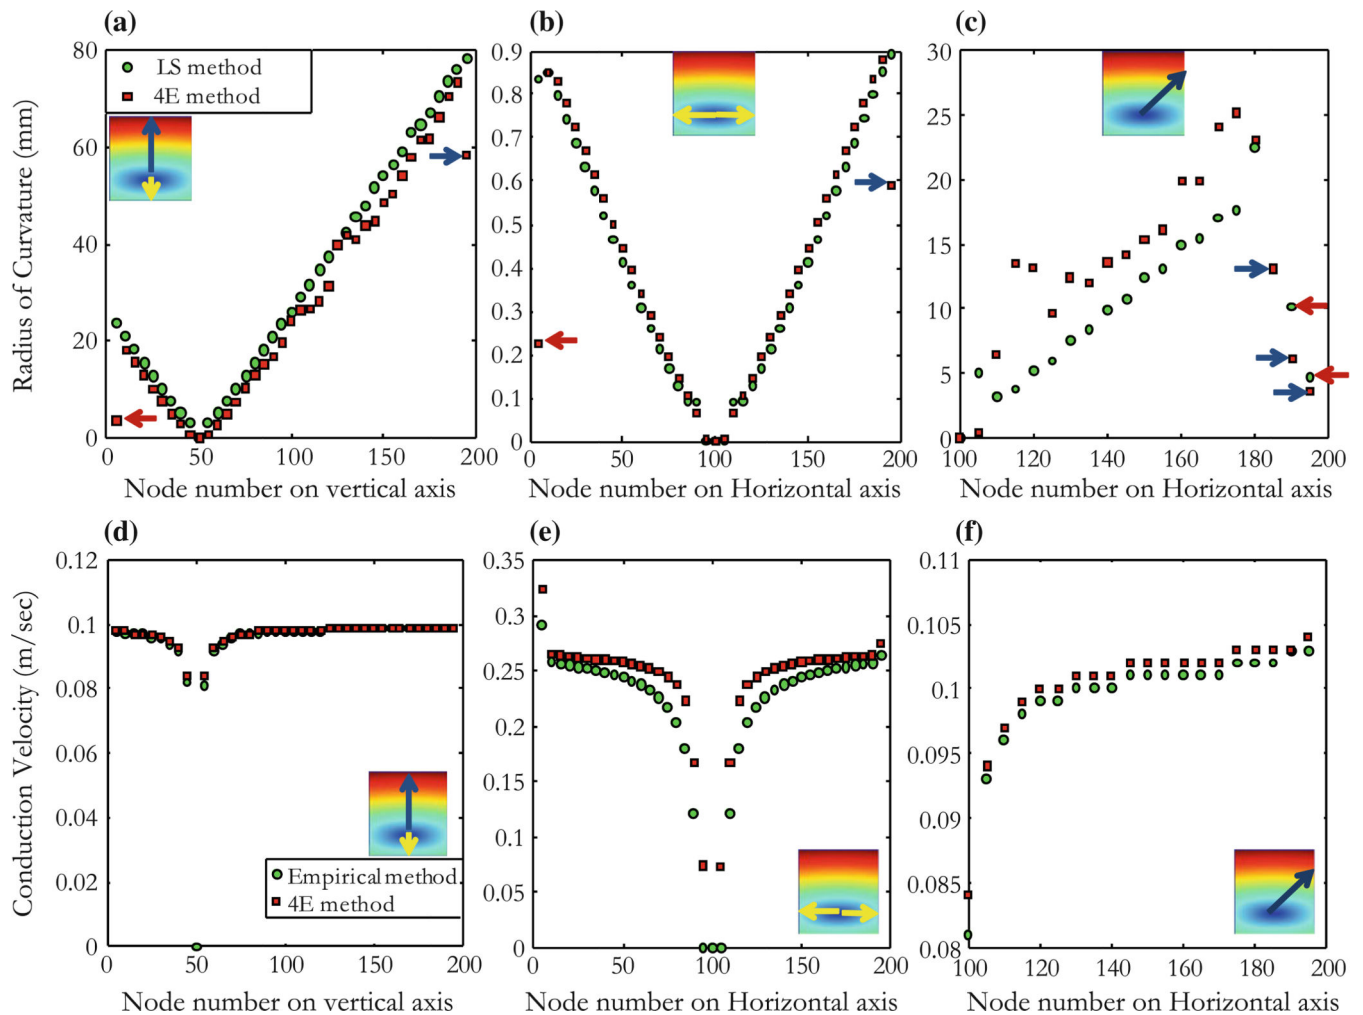 (a) (b) (c)
Radius of Curvature (mm)
80
60
40
20
0
LS method
4E method
0 50 100 150 200
Node number on vertical axis
0.9
0.8
0.7
0.6
0.5
0.4
0.3
0.2
0.1
0
0 50 100 150 200
Node number on Horizontal axis
30
25
20
15
10
5
0
100 120 140 160 180 200
Node number on Horizontal axis
(d) (e) (f)
Conduction Velocity (m/sec)
0.12
0.1
0.08
0.06
0.04
0.02
0
Empirical method.
4E method
0 50 100 150 200
Node number on vertical axis
0.35
0.3
0.25
0.2
0.25
0.1
0.05
0
0 50 100 150 200
Node number on Horizontal axis
0.11
0.105
0.1
0.095
0.09
0.085
0.08
100 120 140 160 180 200
Node number on Horizontal axis